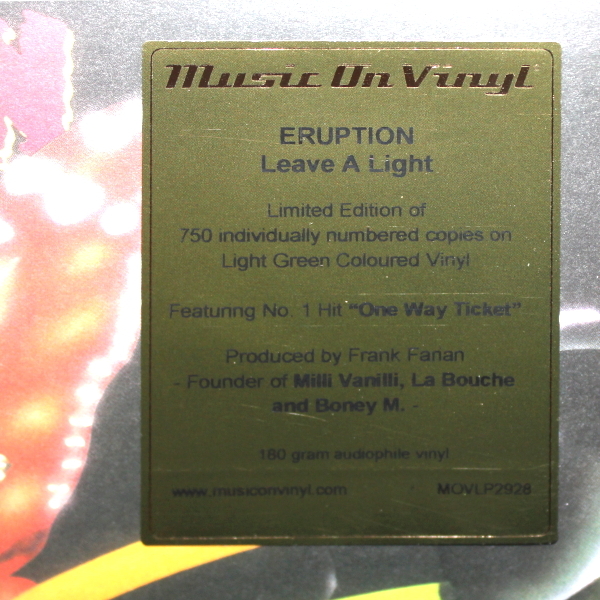 Music On Vinyl
ERUPTION
Leave A Light
Limited Edition of
750 individually numbered copies on
Light Green Coloured Vinyl
Featuring No. 1 Hit "One Way Ticket"
Produced by Frank Farian
- Founder of Milli Vanilli, La Bouche
and Boney M. -
180 gram audiophile vinyl
www.musiconvinyl.com MOVLP2928